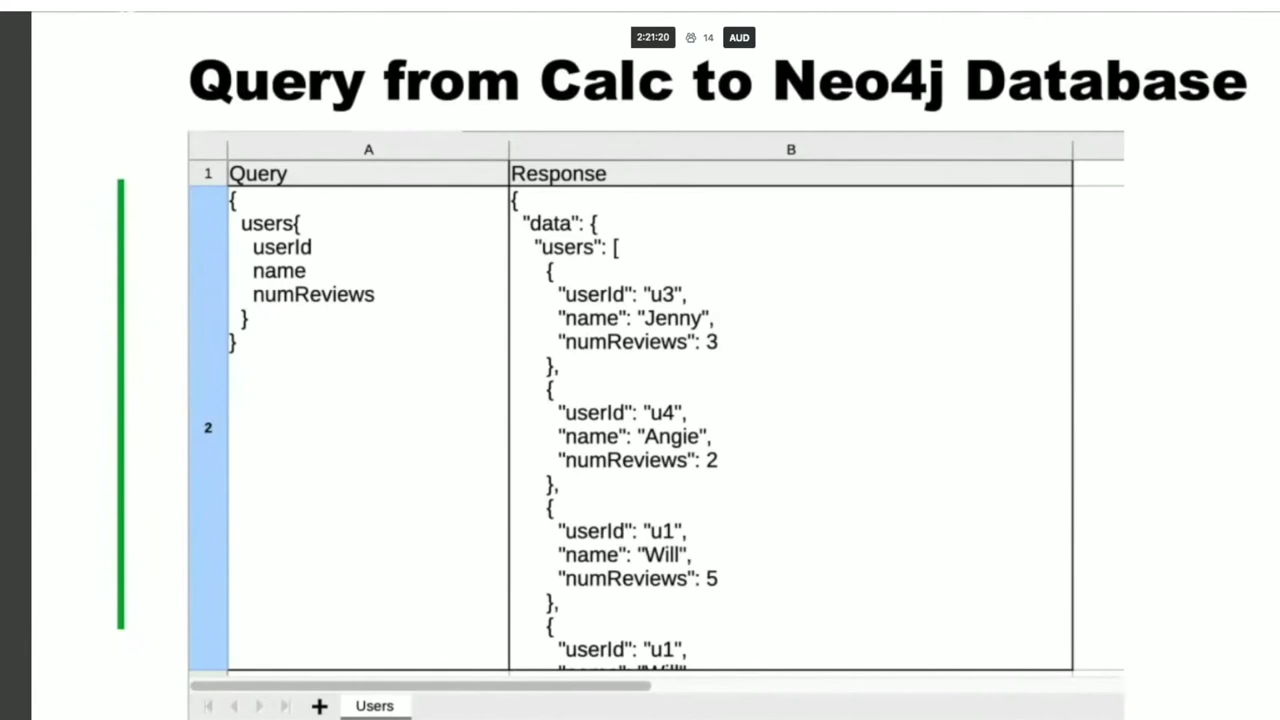 2:21:20 14 AUD
Query from Calc to Neo4j Database
A B
1 Query Response
{
users{
userId
name
numReviews
}
}
2
{
"data": {
"users": [
{
"userId": "u3",
"name": "Jenny",
"numReviews": 3
},
{
"userId": "u4",
"name": "Angie",
"numReviews": 2
},
{
"userId": "u1",
"name": "Will",
"numReviews": 5
},
{
"userId": "u1",
"name": "Will"
Users